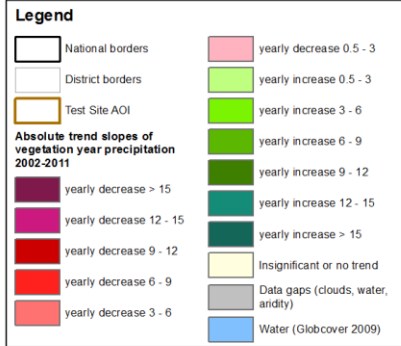 Legend
National borders
District borders
Test Site AOI
Absolute trend slopes of
vegetation year precipitation
2002-2011
yearly decrease > 15
yearly decrease 12 - 15
yearly decrease 9 - 12
yearly decrease 6 - 9
yearly decrease 3 - 6
yearly decrease 0.5 - 3
yearly increase 0.5 - 3
yearly increase 3 - 6
yearly increase 6 - 9
yearly increase 9 - 12
yearly increase 12 - 15
yearly increase > 15
Insignificant or no trend
Data gaps (clouds, water,
aridity)
Water (Globcover 2009)